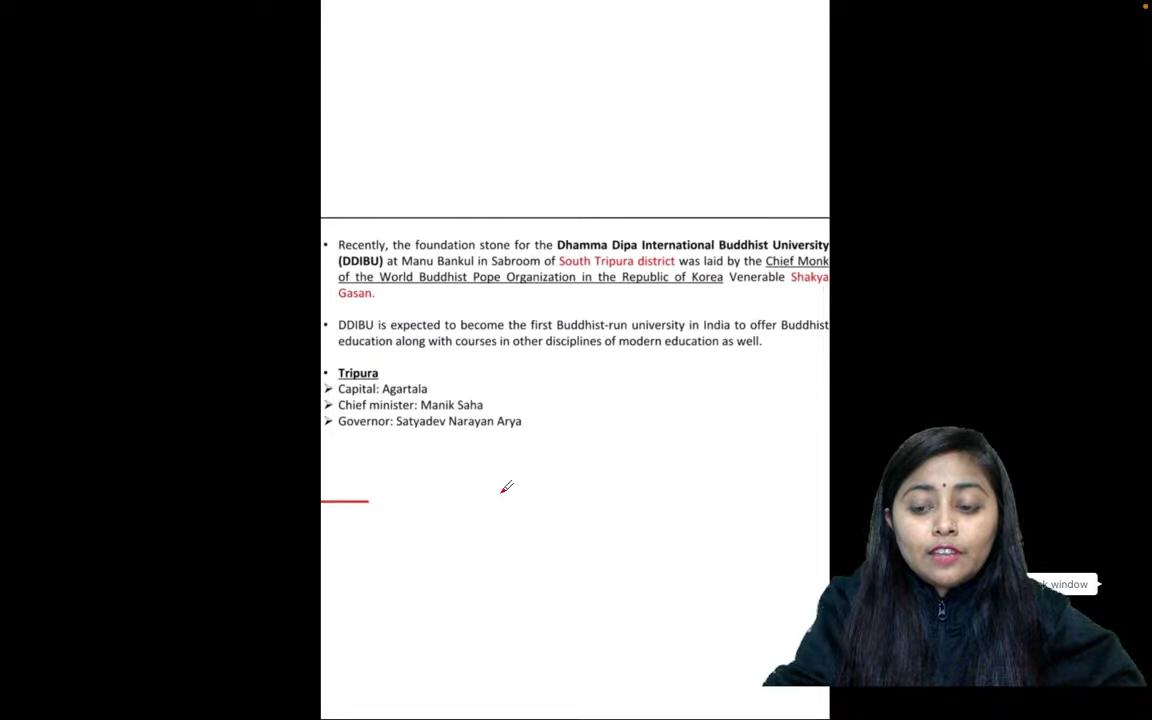 • Recently, the foundation stone for the Dhamma Dipa International Buddhist University
(DDIBU) at Manu Bankul in Sabroom of South Tripura district was laid by the Chief Monk
of the World Buddhist Pope Organization in the Republic of Korea Venerable Shakya
Gasan.
• DDIBU is expected to become the first Buddhist-run university in India to offer Buddhist
education along with courses in other disciplines of modern education as well.
• Tripura
➢ Capital: Agartala
➢ Chief minister: Manik Saha
➢ Governor: Satyadev Narayan Arya
window